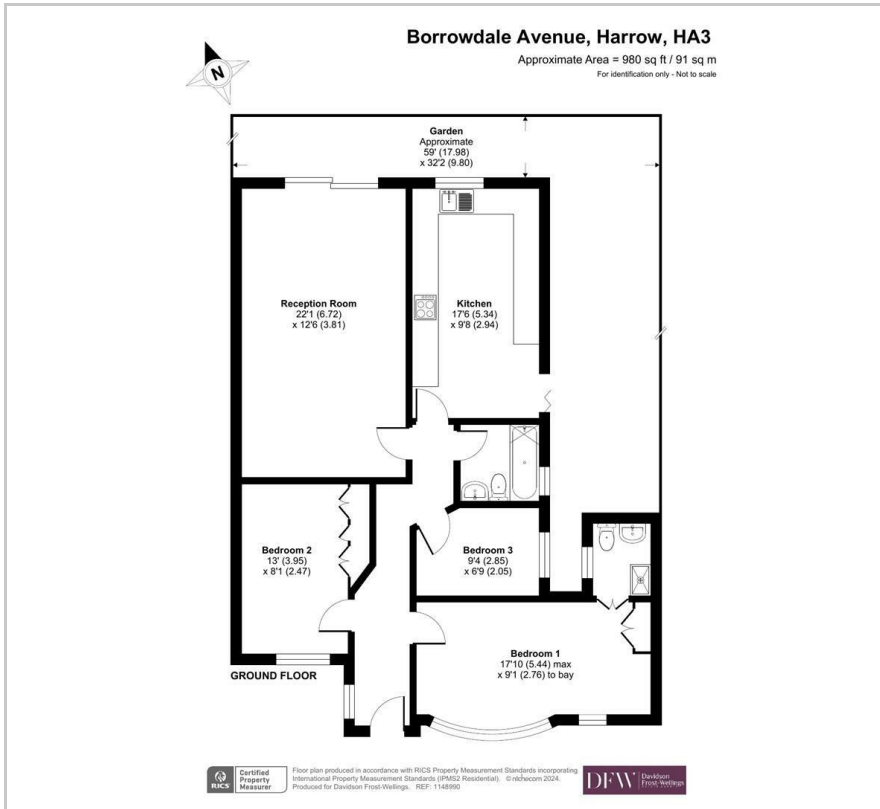 Borrowdale Avenue, Harrow, HA3
Approximate Area = 980 sq ft / 91 sq m
For identification only - Not to scale
N
Garden
Approximate
59' (17.98)
x 32'2 (9.80)
Reception Room
22'1 (6.72)
x 12'6 (3.81)
Kitchen
17'6 (5.34)
x 9'8 (2.94)
Bedroom 2
13' (3.95)
x 8'1 (2.47)
Bedroom 3
9'4 (2.85)
x 6'9 (2.05)
Bedroom 1
17'10 (5.44) max
x 9'1 (2.76) to bay
GROUND FLOOR
RICS
Certified
Property
Measurer
Floor plan produced in accordance with RICS Property Measurement Standards incorporating
International Property Measurement Standards (IPMS2 Residential). © nichecom 2024.
Produced for Davidson Frost-Wellings. REF: 1148990
DFW
Davidson
Frost-Wellings